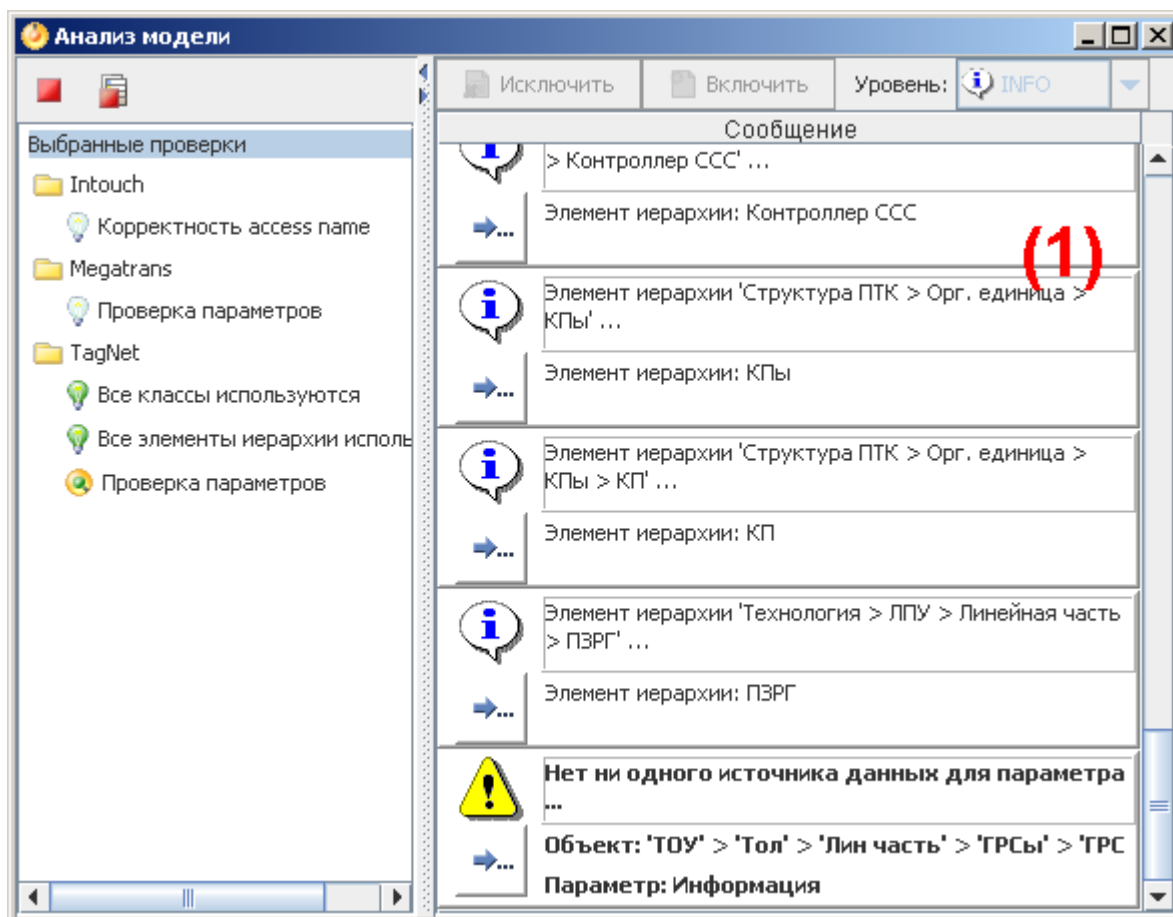 Анализ модели
Исключить
Включить
Уровень:
INFO
Выбранные проверки
Intouch
Корректность access name
Megatrans
Проверка параметров
TagNet
Все классы используются
Все элементы иерархии исполь
Проверка параметров
Сообщение
> Контроллер ССС' ...
...
Элемент иерархии: Контроллер ССС
(1)
Элемент иерархии 'Структура ПТК > Орг. единица >
КПы' ...
...
Элемент иерархии: КПы
Элемент иерархии 'Структура ПТК > Орг. единица >
КПы > КП' ...
...
Элемент иерархии: КП
Элемент иерархии 'Технология > ЛПУ > Линейная часть
> ПЗРГ' ...
...
Элемент иерархии: ПЗРГ
Нет ни одного источника данных для параметра
...
...
Объект: 'ТОУ' > 'Тол' > 'Лин часть' > 'ГРСы' > 'ГРС
Параметр: Информация